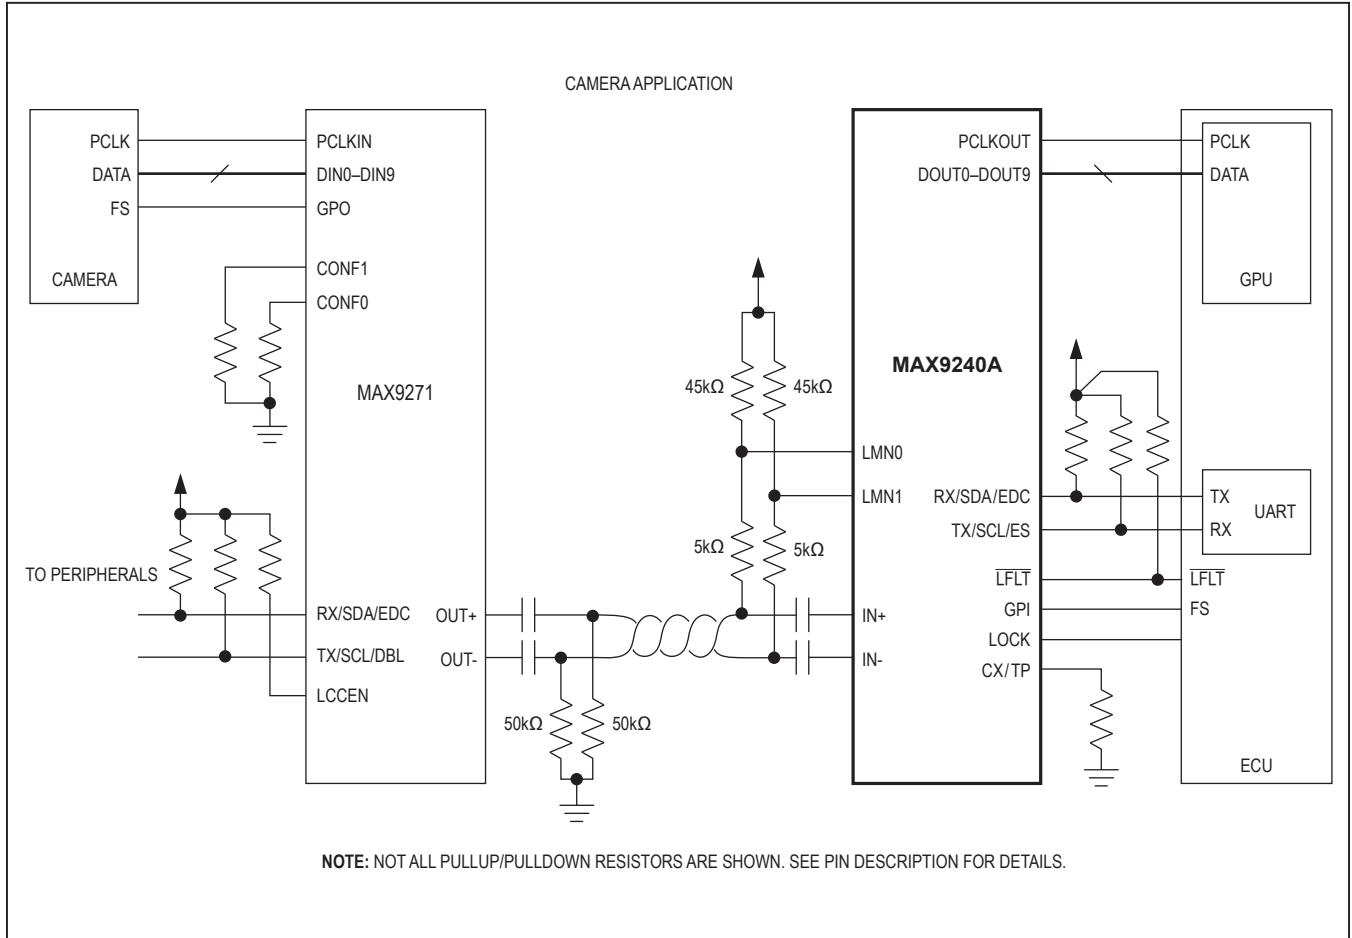 CAMERA APPLICATION
PCLK
DATA
FS
CAMERA
PCLKIN
DIN0–DIN9
GPO
CONF1
CONF0
MAX9271
TO PERIPHERALS
RX/SDA/EDC
TX/SCL/DBL
LCCEN
OUT+
OUT-
50kΩ
50kΩ
45kΩ
45kΩ
5kΩ
5kΩ
PCLKOUT
DOUT0–DOUT9
MAX9240A
LMN0
LMN1
RX/SDA/EDC
TX/SCL/ES
LFLT
GPI
LOCK
CX/TP
IN+
IN-
PCLK
DATA
GPU
TX
RX
UART
LFLT
FS
ECU
NOTE: NOT ALL PULLUP/PULLDOWN RESISTORS ARE SHOWN. SEE PIN DESCRIPTION FOR DETAILS.